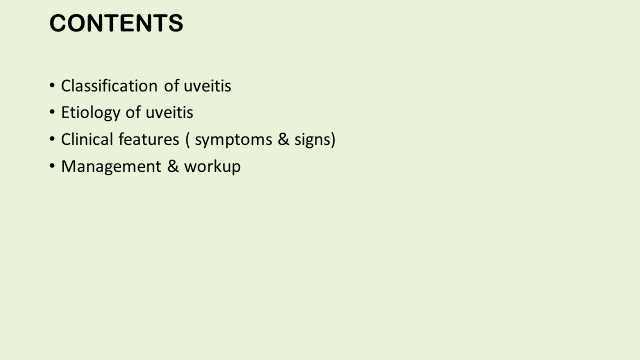 CONTENTS
• Classification of uveitis
• Etiology of uveitis
• Clinical features ( symptoms & signs)
• Management & workup